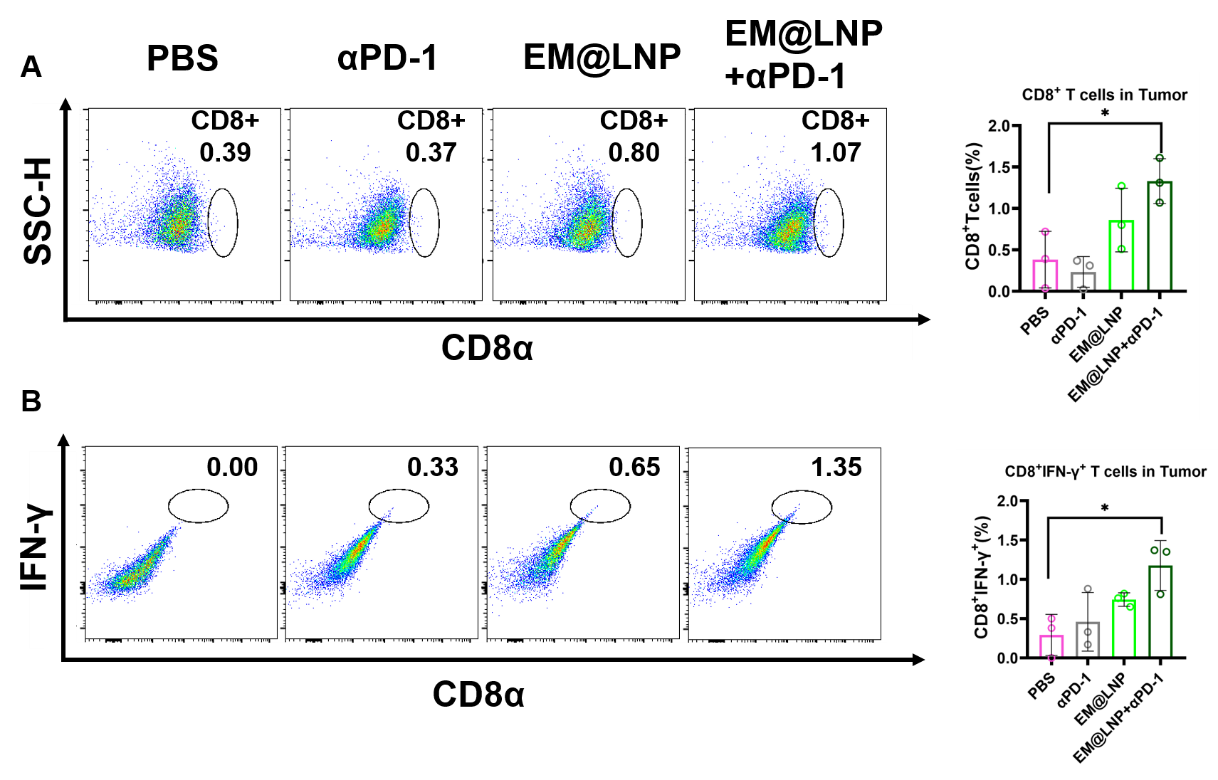 A
PBS
αPD-1
EM@LNP
EM@LNP
+αPD-1
SSC-H
CD8+
0.39
CD8+
0.37
CD8+
0.80
CD8+
1.07
CD8α
CD8⁺ T cells in Tumor
*
CD8⁺Tcells(%)
2.0
1.5
1.0
0.5
0.0
PBS
αPD-1
EM@LNP
EM@LNP+αPD-1
B
IFN-γ
0.00
0.33
0.65
1.35
CD8α
CD8⁺IFN-γ⁺ T cells in Tumor
*
CD8⁺IFN-γ⁺(%)
2.0
1.5
1.0
0.5
0.0
PBS
αPD-1
EM@LNP
EM@LNP+αPD-1